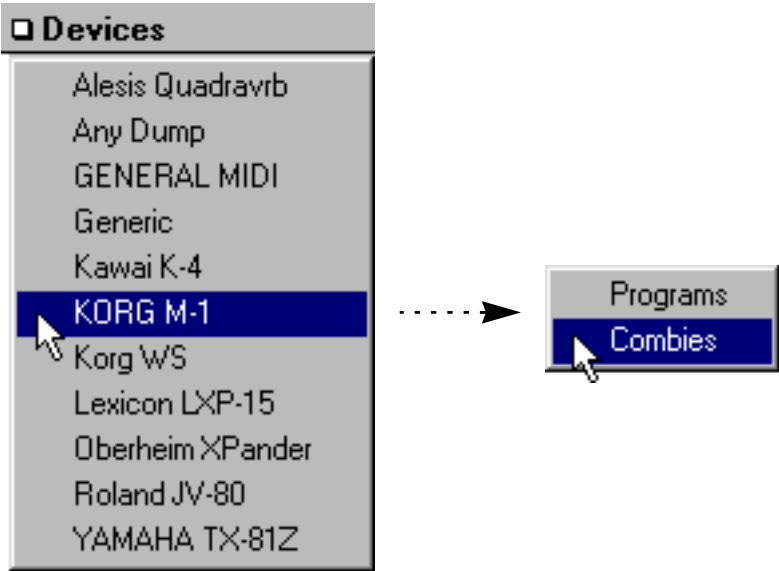 Devices
Alesis Quadravrb
Any Dump
GENERAL MIDI
Generic
Kawai K-4
KORG M-1
Korg WS
Lexicon LXP-15
Oberheim XPander
Roland JV-80
YAMAHA TX-81Z
Programs
Combies